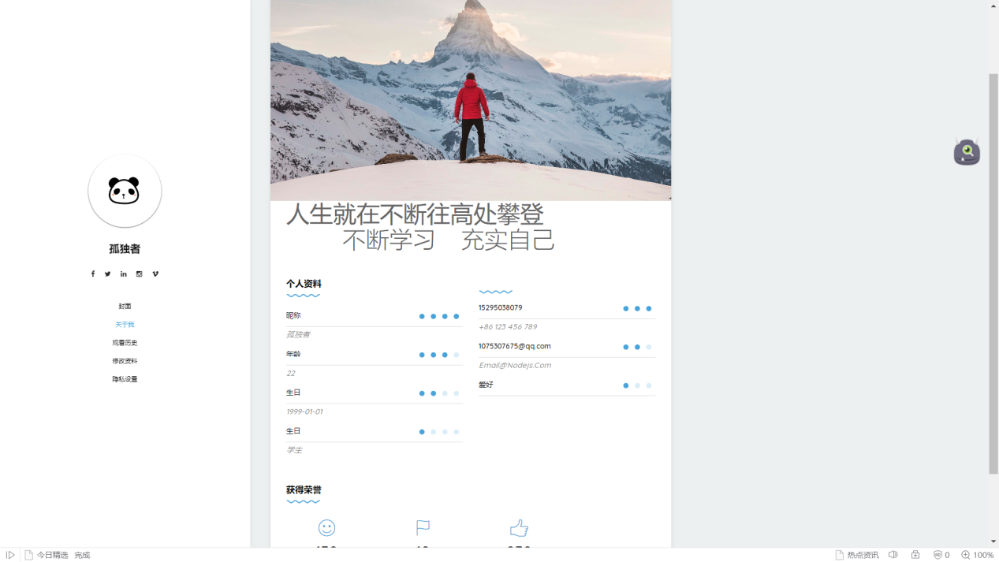 孤独者
封面
关于我
观看历史
修改资料
隐私设置
人生就在不断往高处攀登
不断学习 充实自己
个人资料
昵称
孤独者
年龄
22
生日
1999-01-01
生日
学生
15295038079
+86 123 456 789
1075307675@qq.com
Email@Nodejs.Com
爱好
获得荣誉
今日精选 完成
热点资讯 0 100%